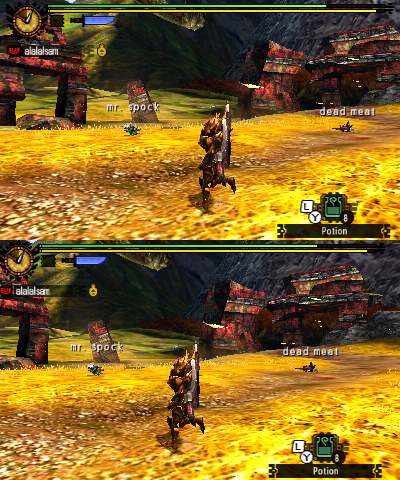 alalalsam
mr. spock
dead meat
L
Y
8
Potion
alalalsam
mr. spock
dead meat
L
Y
8
Potion